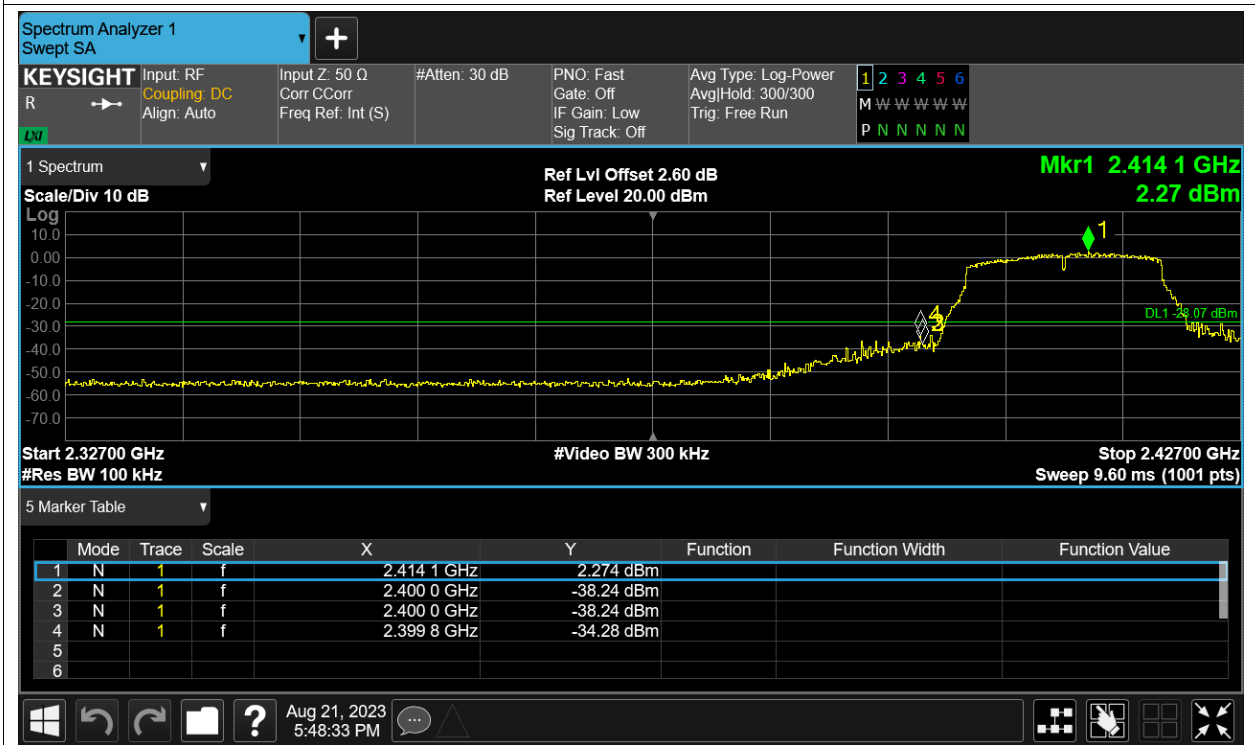 Spectrum Analyzer 1
Swept SA
KEYSIGHT
R
LXI
Input: RF
Coupling: DC
Align: Auto
Input Z: 50 Ω
Corr CCorr
Freq Ref: Int (S)
#Atten: 30 dB
PNO: Fast
Gate: Off
IF Gain: Low
Sig Track: Off
Avg Type: Log-Power
Avg|Hold: 300/300
Trig: Free Run
1 2 3 4 5 6
M W W W W W
P N N N N N
1 Spectrum
Scale/Div 10 dB
Ref Lvl Offset 2.60 dB
Ref Level 20.00 dBm
Mkr1 2.414 1 GHz
2.27 dBm
Log
10.0
0.00
-10.0
-20.0
-30.0
-40.0
-50.0
-60.0
-70.0
1
4
DL1 -28.07 dBm
Start 2.32700 GHz
#Video BW 300 kHz
Stop 2.42700 GHz
#Res BW 100 kHz
Sweep 9.60 ms (1001 pts)
5 Marker Table
Mode Trace Scale X Y Function Function Width Function Value
1 N 1 f 2.414 1 GHz 2.274 dBm
2 N 1 f 2.400 0 GHz -38.24 dBm
3 N 1 f 2.400 0 GHz -38.24 dBm
4 N 1 f 2.399 8 GHz -34.28 dBm
5
6
?
Aug 21, 2023
5:48:33 PM